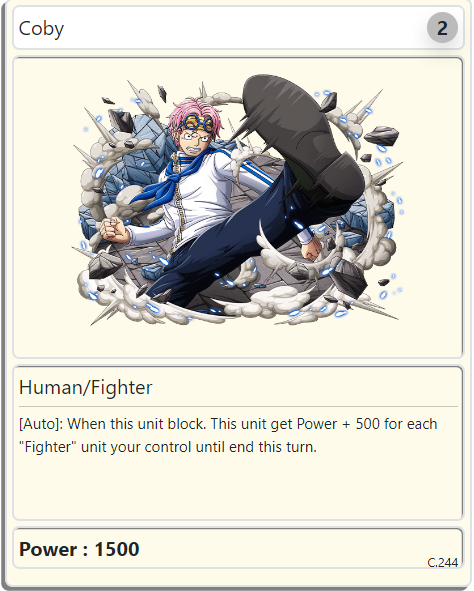 Coby
2
Human/Fighter
[Auto]: When this unit block. This unit get Power + 500 for each
"Fighter" unit your control until end this turn.
Power : 1500
C.244